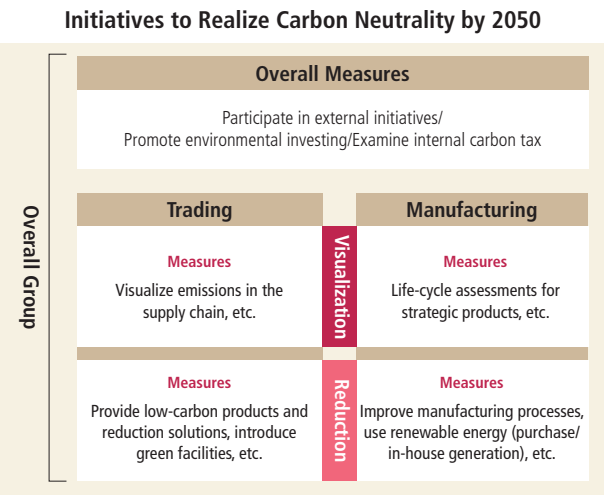 Initiatives to Realize Carbon Neutrality by 2050
Overall Group
Overall Measures
Participate in external initiatives/
Promote environmental investing/Examine internal carbon tax
Trading
Manufacturing
Visualization
Measures
Visualize emissions in the
supply chain, etc.
Measures
Life-cycle assessments for
strategic products, etc.
Reduction
Measures
Provide low-carbon products and
reduction solutions, introduce
green facilities, etc.
Measures
Improve manufacturing processes,
use renewable energy (purchase/
in-house generation), etc.